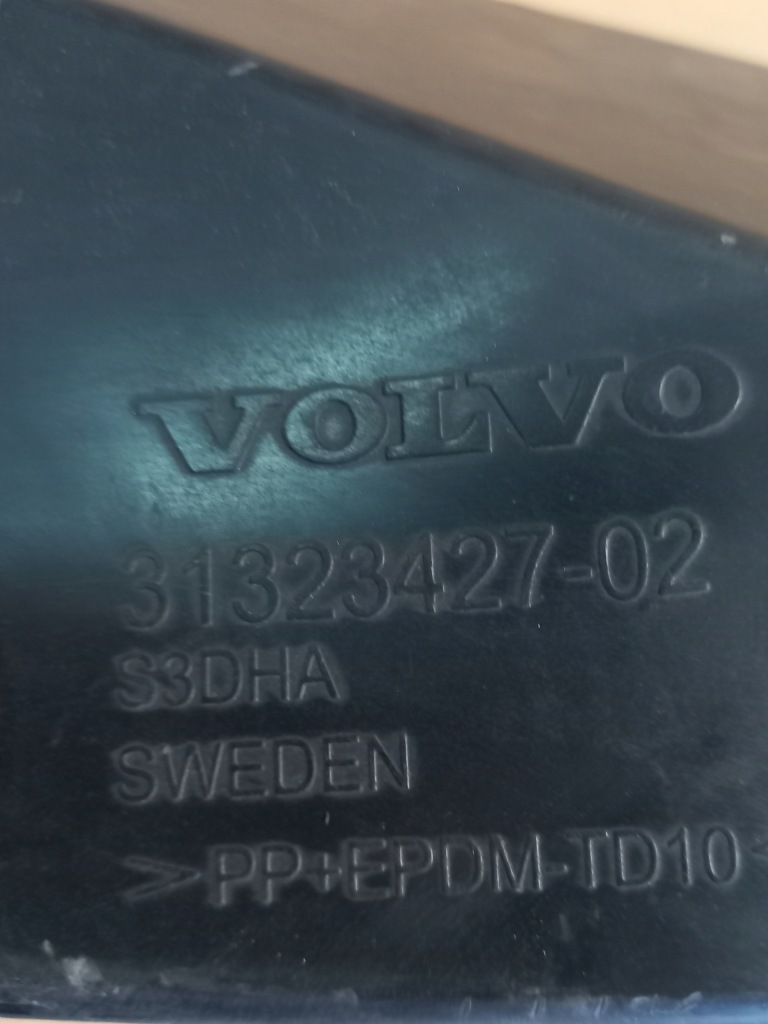 VOLVO
31323427-02
S3DHA
SWEDEN
>PP+EPDM-TD10<